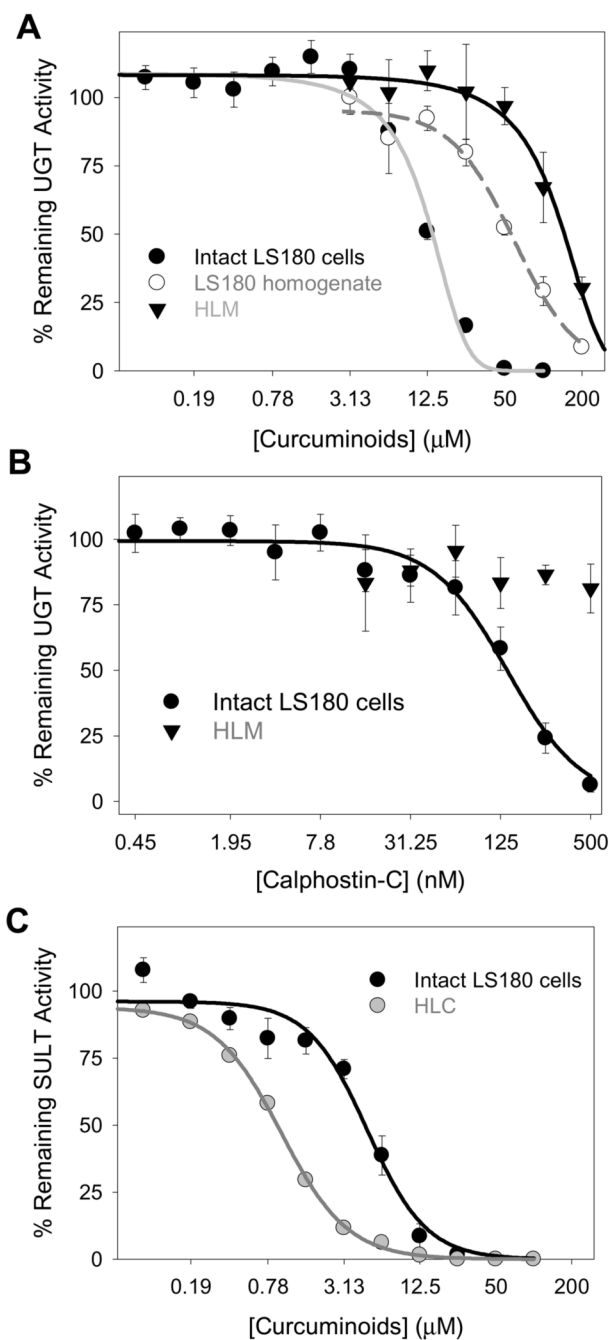 A
% Remaining UGT Activity
100
75
50
25
0
Intact LS180 cells
LS180 homogenate
HLM
0.19 0.78 3.13 12.5 50 200
[Curcuminoids] (μM)
B
% Remaining UGT Activity
100
75
50
25
0
Intact LS180 cells
HLM
0.45 1.95 7.8 31.25 125 500
[Calphostin-C] (nM)
C
% Remaining SULT Activity
100
75
50
25
0
Intact LS180 cells
HLC
0.19 0.78 3.13 12.5 50 200
[Curcuminoids] (μM)